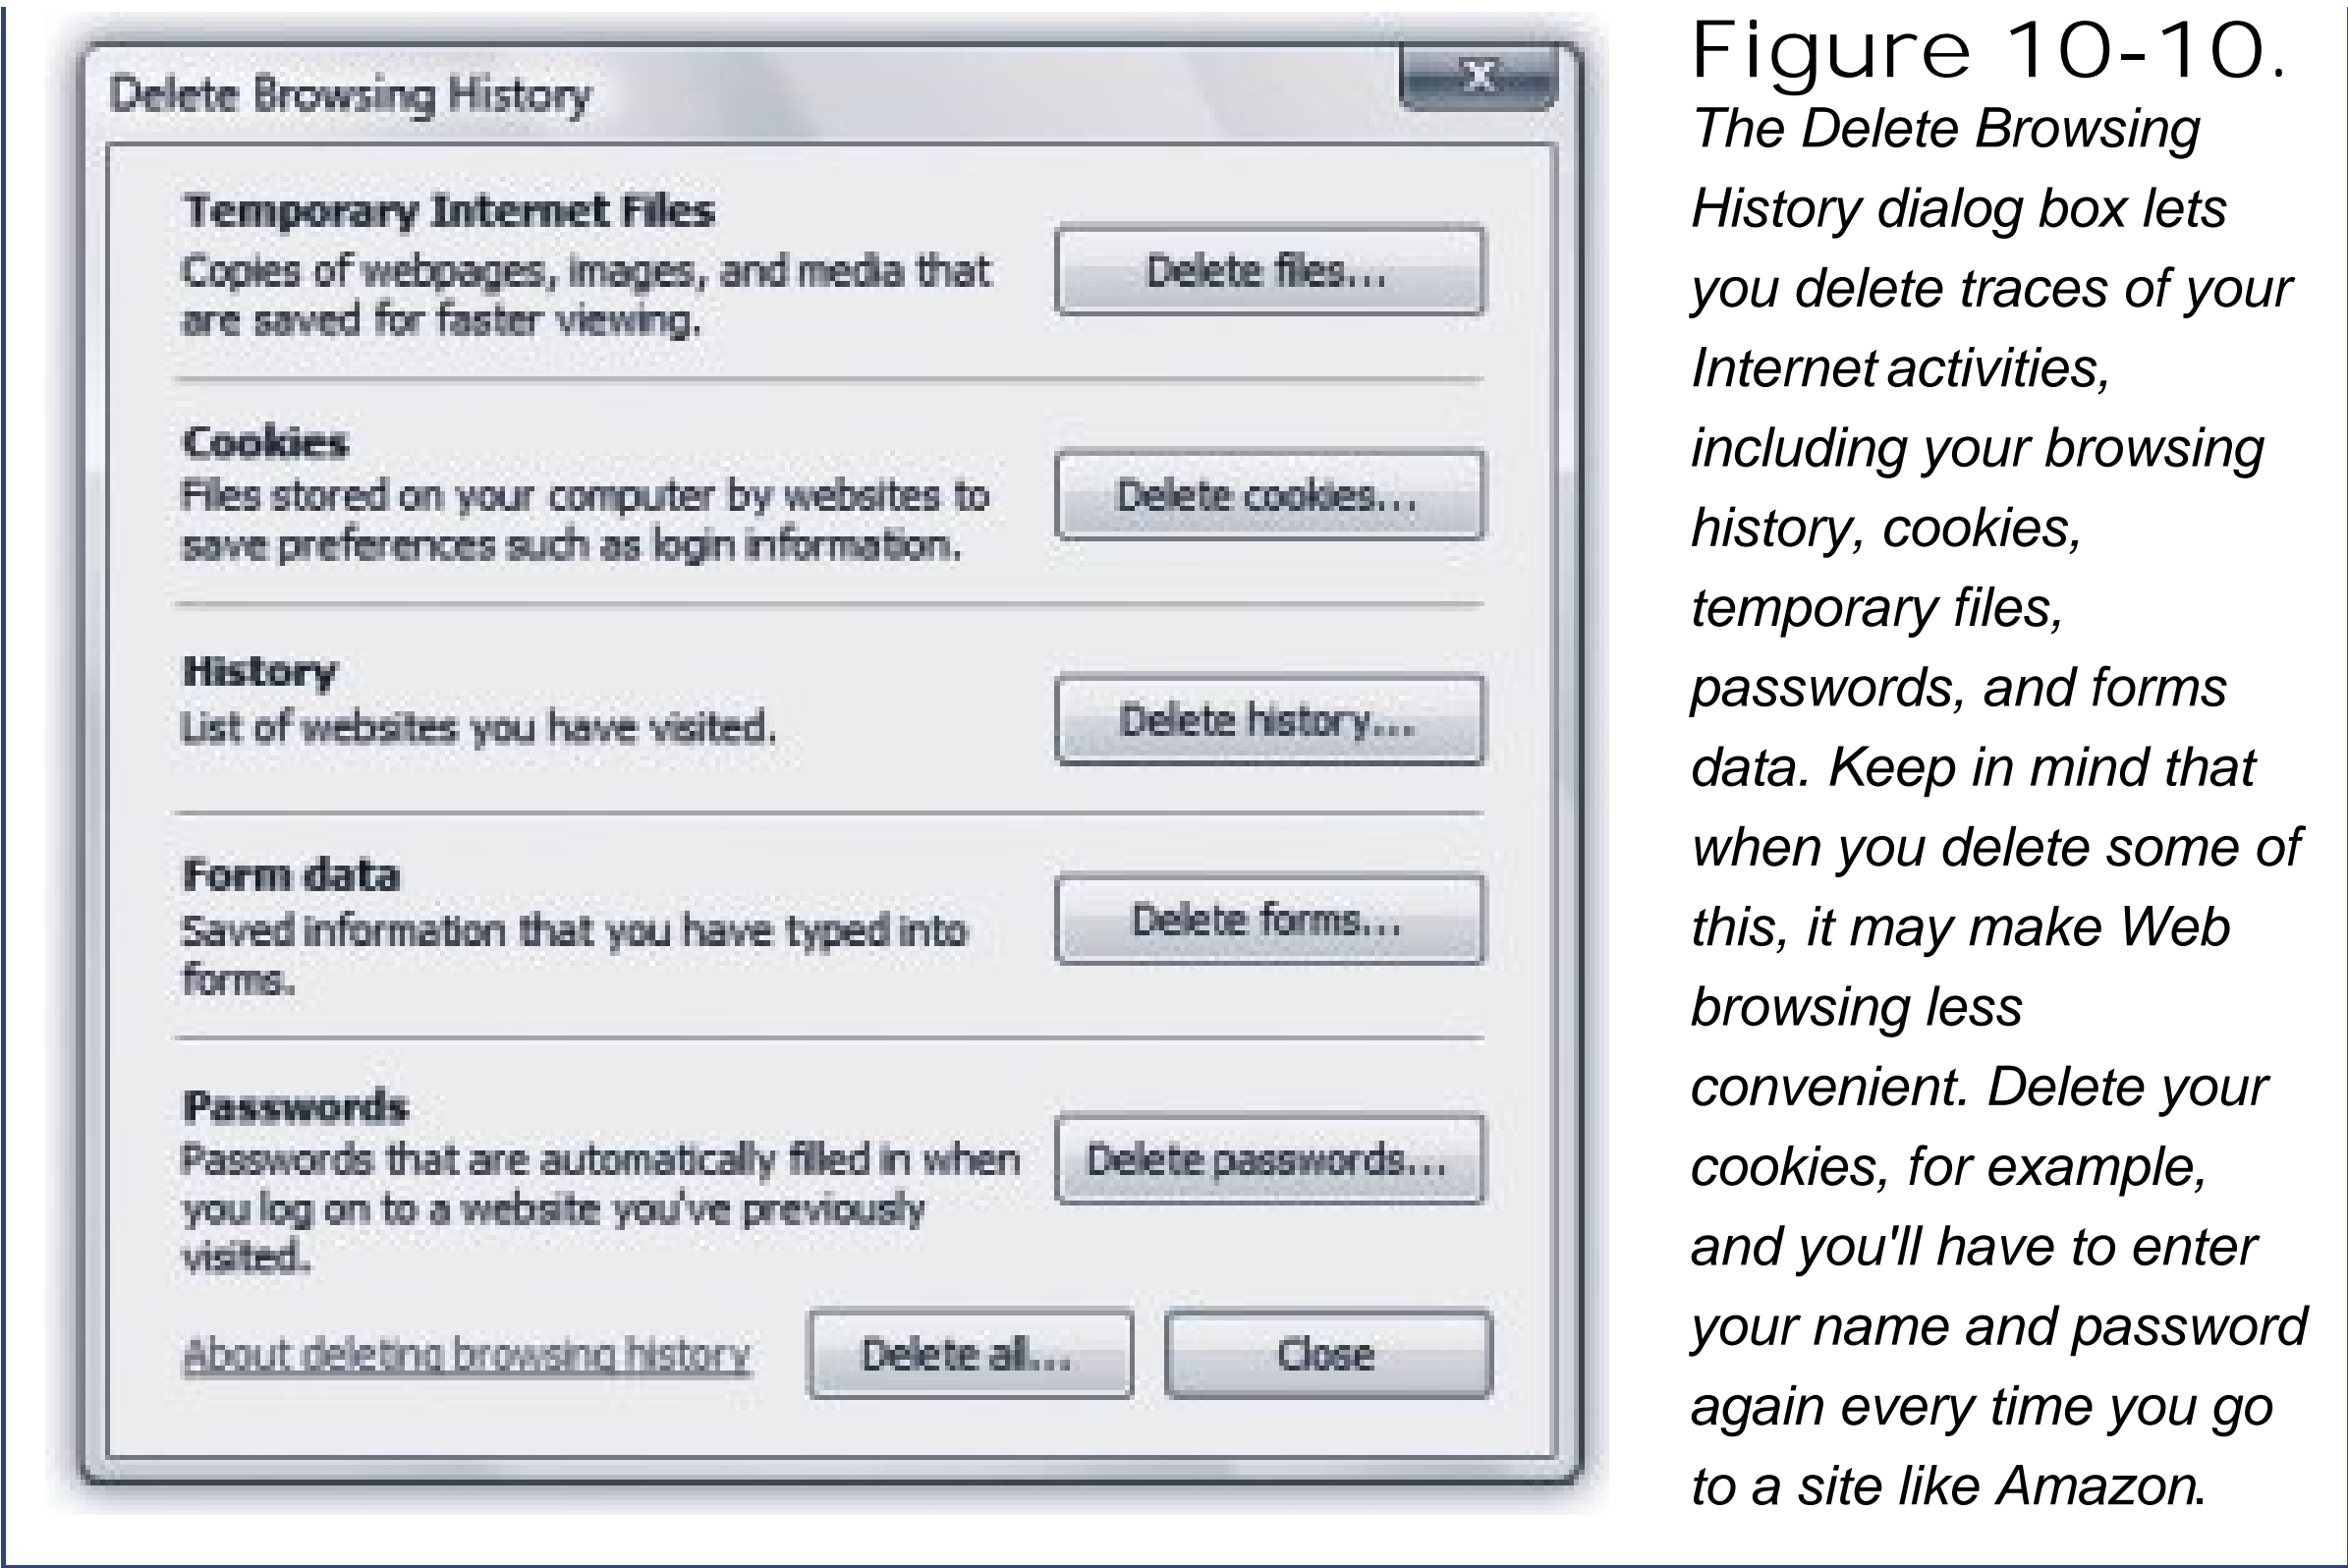 Delete Browsing History
x
Temporary Internet Files
Copies of webpages, images, and media that
are saved for faster viewing.
Delete files...
Cookies
Files stored on your computer by websites to
save preferences such as login information.
Delete cookies...
History
List of websites you have visited.
Delete history...
Form data
Saved information that you have typed into
forms.
Delete forms...
Passwords
Passwords that are automatically filled in when
you log on to a website you've previously
visited.
Delete passwords...
About deleting browsing history
Delete all...
Close
Figure 10-10.
The Delete Browsing
History dialog box lets
you delete traces of your
Internet activities,
including your browsing
history, cookies,
temporary files,
passwords, and forms
data. Keep in mind that
when you delete some of
this, it may make Web
browsing less
convenient. Delete your
cookies, for example,
and you'll have to enter
your name and password
again every time you go
to a site like Amazon.